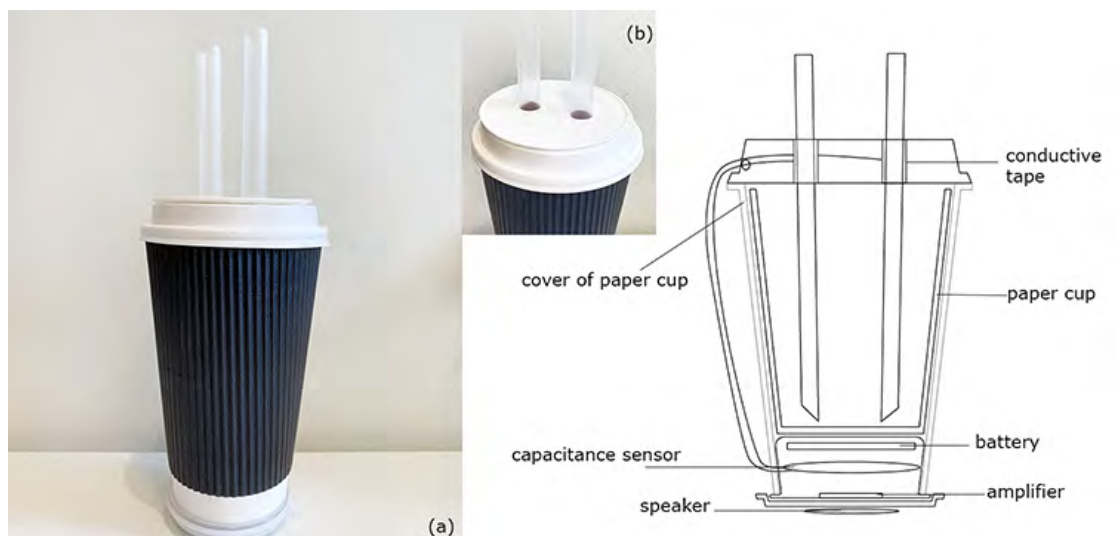 (a)
(b)
conductive
tape
cover of paper cup
paper cup
battery
capacitance sensor
amplifier
speaker